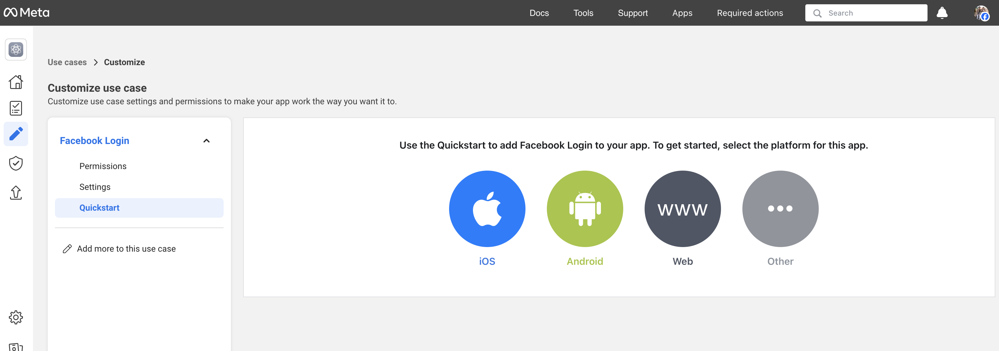 Meta
Docs
Tools
Support
Apps
Required actions
Search
Use cases > Customize
Customize use case
Customize use case settings and permissions to make your app work the way you want it to.
Facebook Login
Permissions
Settings
Quickstart
Add more to this use case
Use the Quickstart to add Facebook Login to your app. To get started, select the platform for this app.
www
iOS
Android
Web
Other